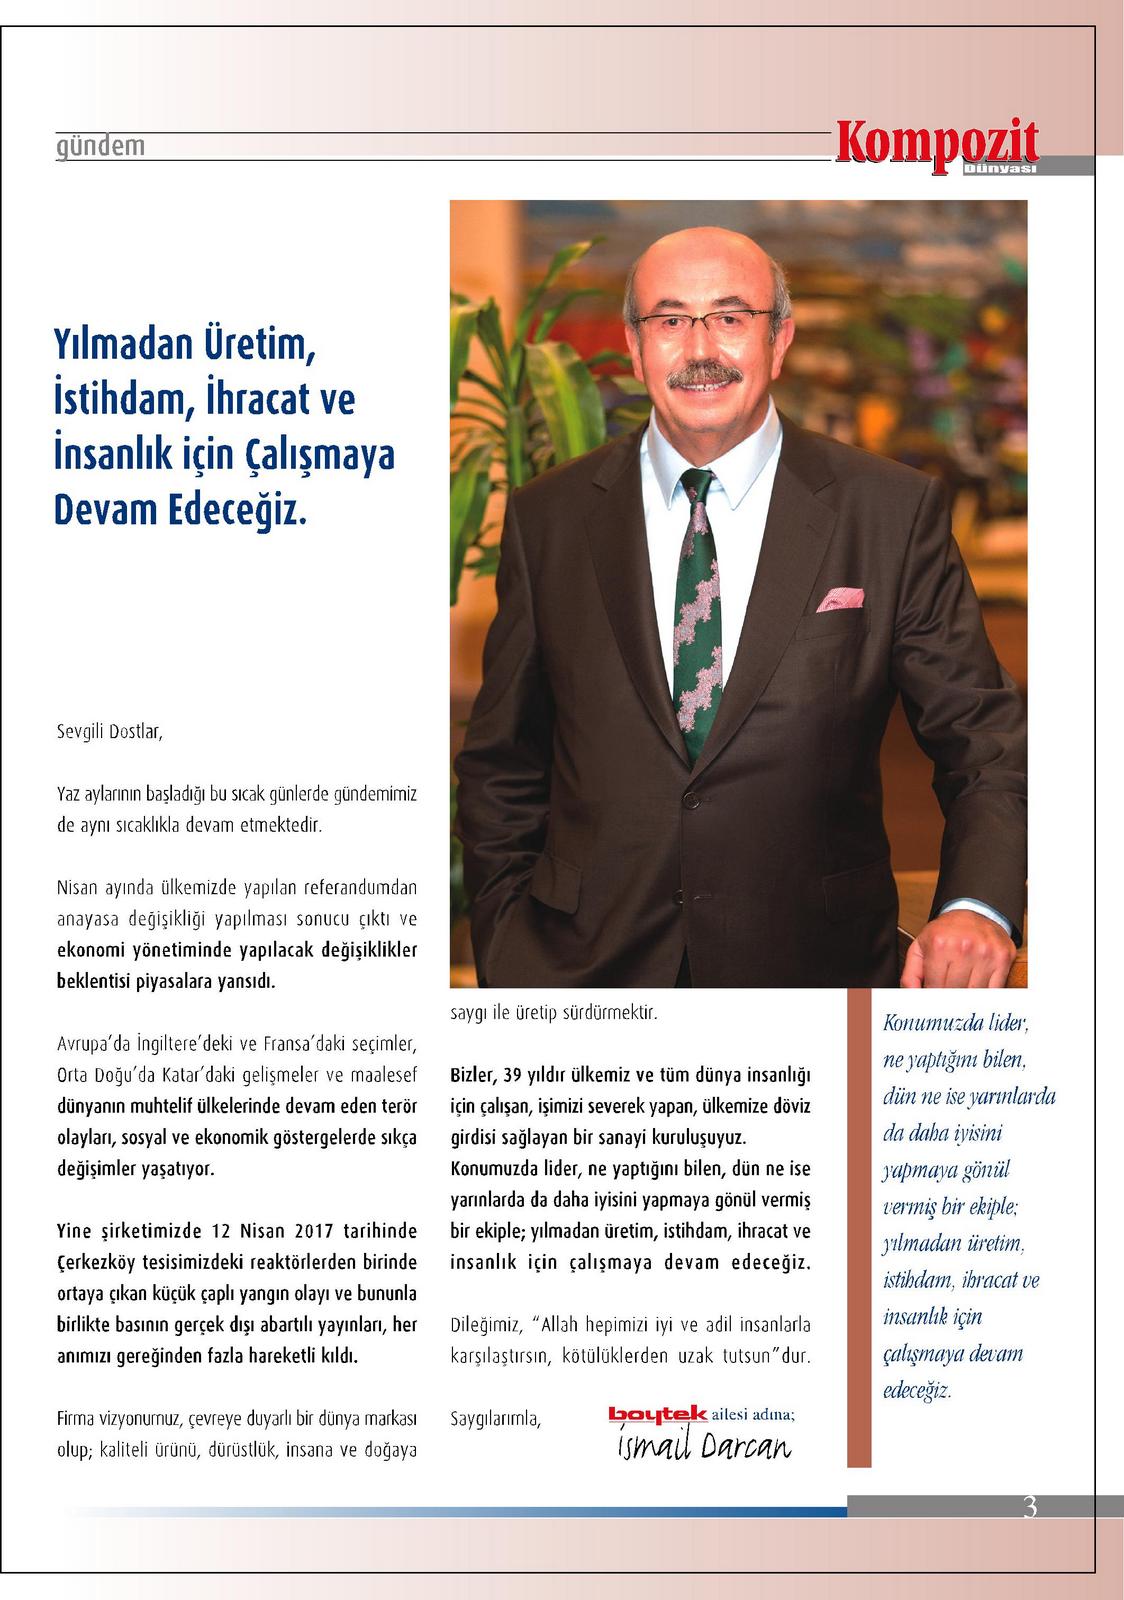 gündem
Kompozit
Dünyası
Yılmadan Üretim,
İstihdam, İhracat ve
İnsanlık için Çalışmaya
Devam Edeceğiz.
Sevgili Dostlar,
Yaz aylarının başladığı bu sıcak günlerde gündemimiz
de aynı sıcaklıkla devam etmektedir.
Nisan ayında ülkemizde yapılan referandumdan
anayasa değişikliği yapılması sonucu çıktı ve
ekonomi yönetiminde yapılacak değişiklikler
beklentisi piyasalara yansıdı.
Avrupa'da İngiltere'deki ve Fransa'daki seçimler,
Orta Doğu'da Katar'daki gelişmeler ve maalesef
dünyanın muhtelif ülkelerinde devam eden terör
olayları, sosyal ve ekonomik göstergelerde sıkça
değişimler yaşatıyor.
Yine şirketimizde 12 Nisan 2017 tarihinde
Çerkezköy tesisimizdeki reaktörlerden birinde
ortaya çıkan küçük çaplı yangın olayı ve bununla
birlikte basının gerçek dışı abartılı yayınları, her
anımızı gereğinden fazla hareketli kıldı.
Firma vizyonumuz, çevreye duyarlı bir dünya markası
olup; kaliteli ürünü, dürüstlük, insana ve doğaya
saygı ile üretip sürdürmektir.
Bizler, 39 yıldır ülkemiz ve tüm dünya insanlığı
için çalışan, işimizi severek yapan, ülkemize döviz
girdisi sağlayan bir sanayi kuruluşuyuz.
Konumuzda lider, ne yaptığını bilen, dün ne ise
yarınlarda da daha iyisini yapmaya gönül vermiş
bir ekiple; yılmadan üretim, istihdam, ihracat ve
insanlık için çalışmaya devam edeceğiz.
Dileğimiz, "Allah hepimizi iyi ve adil insanlarla
karşılaştırsın, kötülüklerden uzak tutsun"dur.
Saygılarımla,
boytek ailesi adına;
İsmail Darcan
Konumuzda lider,
ne yaptığını bilen,
dün ne ise yarınlarda
da daha iyisini
yapmaya gönül
vermiş bir ekiple;
yılmadan üretim,
istihdam, ihracat ve
insanlık için
çalışmaya devam
edeceğiz.
3